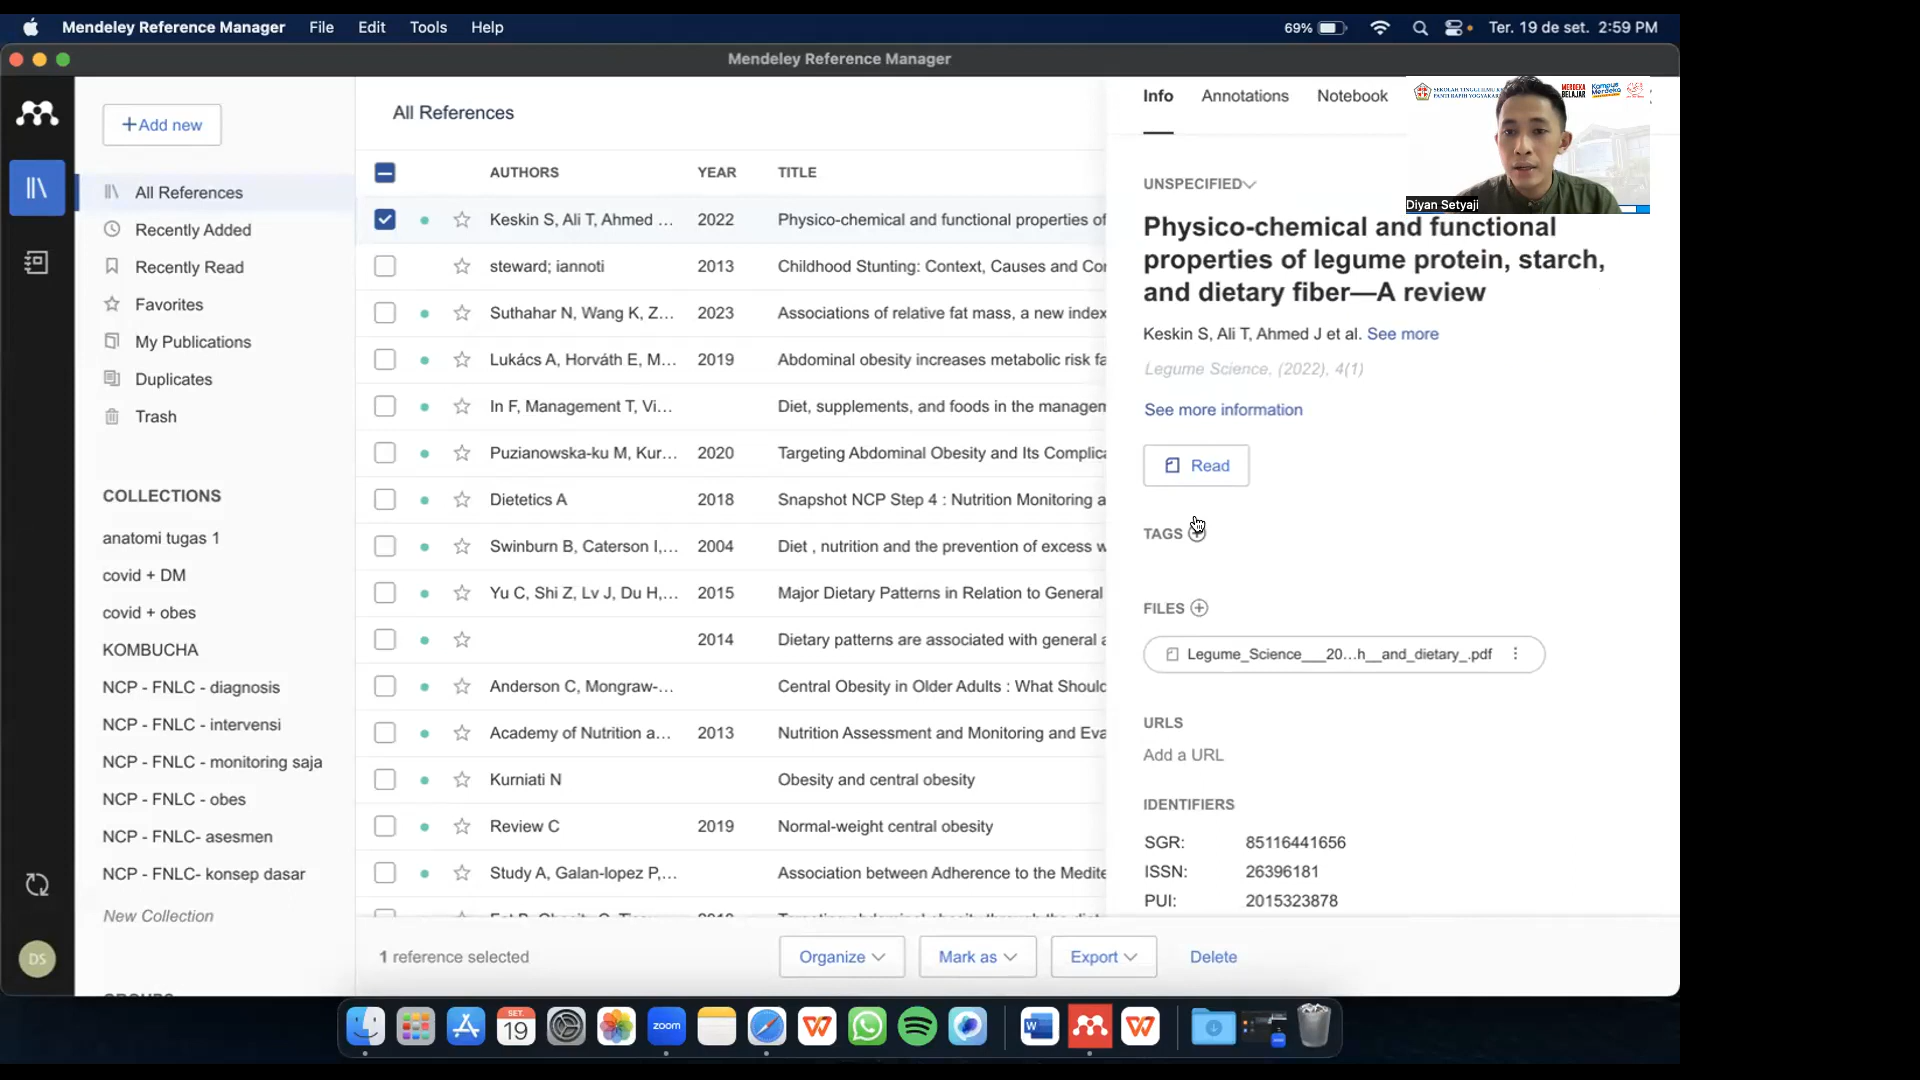 Mendeley Reference Manager File Edit Tools Help
69% Ter. 19 de set. 2:59 PM
Mendeley Reference Manager
+Add new
All References
Recently Added
Recently Read
Favorites
My Publications
Duplicates
Trash
COLLECTIONS
anatomi tugas 1
covid + DM
covid + obes
KOMBUCHA
NCP - FNLC - diagnosis
NCP - FNLC - intervensi
NCP - FNLC - monitoring saja
NCP - FNLC - obes
NCP - FNLC- asesmen
NCP - FNLC- konsep dasar
New Collection
DS
All References
AUTHORS YEAR TITLE
Keskin S, Ali T, Ahmed ... 2022 Physico-chemical and functional properties of
steward; iannoti 2013 Childhood Stunting: Context, Causes and Co
Suthahar N, Wang K, Z... 2023 Associations of relative fat mass, a new index
Lukács A, Horváth E, M... 2019 Abdominal obesity increases metabolic risk fa
In F, Management T, Vi... Diet, supplements, and foods in the managem
Puzianowska-ku M, Kur... 2020 Targeting Abdominal Obesity and Its Complica
Dietetics A 2018 Snapshot NCP Step 4 : Nutrition Monitoring a
Swinburn B, Caterson I,... 2004 Diet , nutrition and the prevention of excess w
Yu C, Shi Z, Lv J, Du H,... 2015 Major Dietary Patterns in Relation to General
2014 Dietary patterns are associated with general a
Anderson C, Mongraw-... Central Obesity in Older Adults : What Should
Academy of Nutrition a... 2013 Nutrition Assessment and Monitoring and Eva
Kurniati N Obesity and central obesity
Review C 2019 Normal-weight central obesity
Study A, Galan-lopez P,... Association between Adherence to the Medite
1 reference selected
Organize
Mark as
Export
Delete
Info Annotations Notebook
MERDEKA
BELAJAR
Kampus
Merdeka
Diyan Setyaji
UNSPECIFIED
Physico-chemical and functional
properties of legume protein, starch,
and dietary fiber—A review
Keskin S, Ali T, Ahmed J et al. See more
Legume Science, (2022), 4(1)
See more information
Read
TAGS
FILES
Legume_Science___20...h__and_dietary_.pdf
URLS
Add a URL
IDENTIFIERS
SGR: 85116441656
ISSN: 26396181
PUI: 2015323878
SET.
19
zoom
W